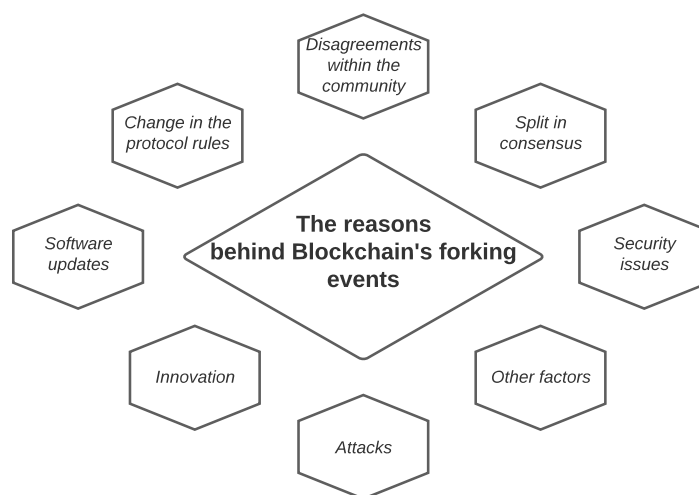 Disagreements
within the
community
Change in the
protocol rules
Split in
consensus
The reasons
behind Blockchain's forking
events
Software
updates
Security
issues
Innovation
Other factors
Attacks